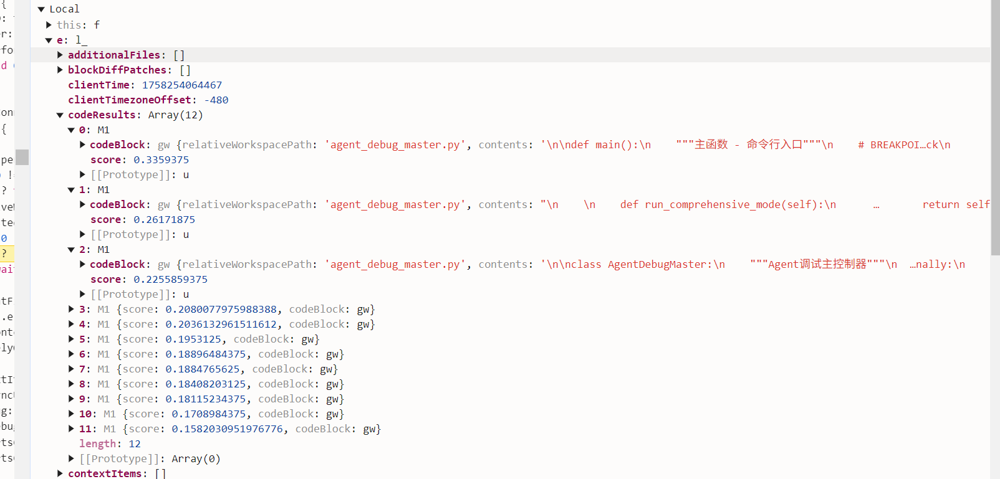 {
▼ Local
▶ this: f
er:
▼ e: l_
▶ additionalFiles: []
▶ blockDiffPatches: []
clientTime: 1758254064467
clientTimezoneOffset: -480
▼ codeResults: Array(12)
{
▼ 0: M1
▶ codeBlock: gw {relativeWorkspacePath: 'agent_debug_master.py', contents: '\n\ndef main():\n    """主函数 - 命令行入口"""\n    # BREAKPOI…ck\n
score: 0.3359375
▶ [[Prototype]]: u
▼ 1: M1
▶ codeBlock: gw {relativeWorkspacePath: 'agent_debug_master.py', contents: "\n    \n    def run_comprehensive_mode(self):\n      …       return self
score: 0.26171875
▶ [[Prototype]]: u
▼ 2: M1
?
▶ codeBlock: gw {relativeWorkspacePath: 'agent_debug_master.py', contents: '\n\nclass AgentDebugMaster:\n    """Agent调试主控制器"""\n  …nally:\n
score: 0.2255859375
▶ [[Prototype]]: u
▶ 3: M1 {score: 0.2080077975988388, codeBlock: gw}
▶ 4: M1 {score: 0.2036132961511612, codeBlock: gw}
▶ 5: M1 {score: 0.1953125, codeBlock: gw}
▶ 6: M1 {score: 0.18896484375, codeBlock: gw}
▶ 7: M1 {score: 0.1884765625, codeBlock: gw}
▶ 8: M1 {score: 0.18408203125, codeBlock: gw}
▶ 9: M1 {score: 0.18115234375, codeBlock: gw}
▶ 10: M1 {score: 0.1708984375, codeBlock: gw}
▶ 11: M1 {score: 0.1582030951976776, codeBlock: gw}
length: 12
▶ [[Prototype]]: Array(0)
▶ contextItems: []